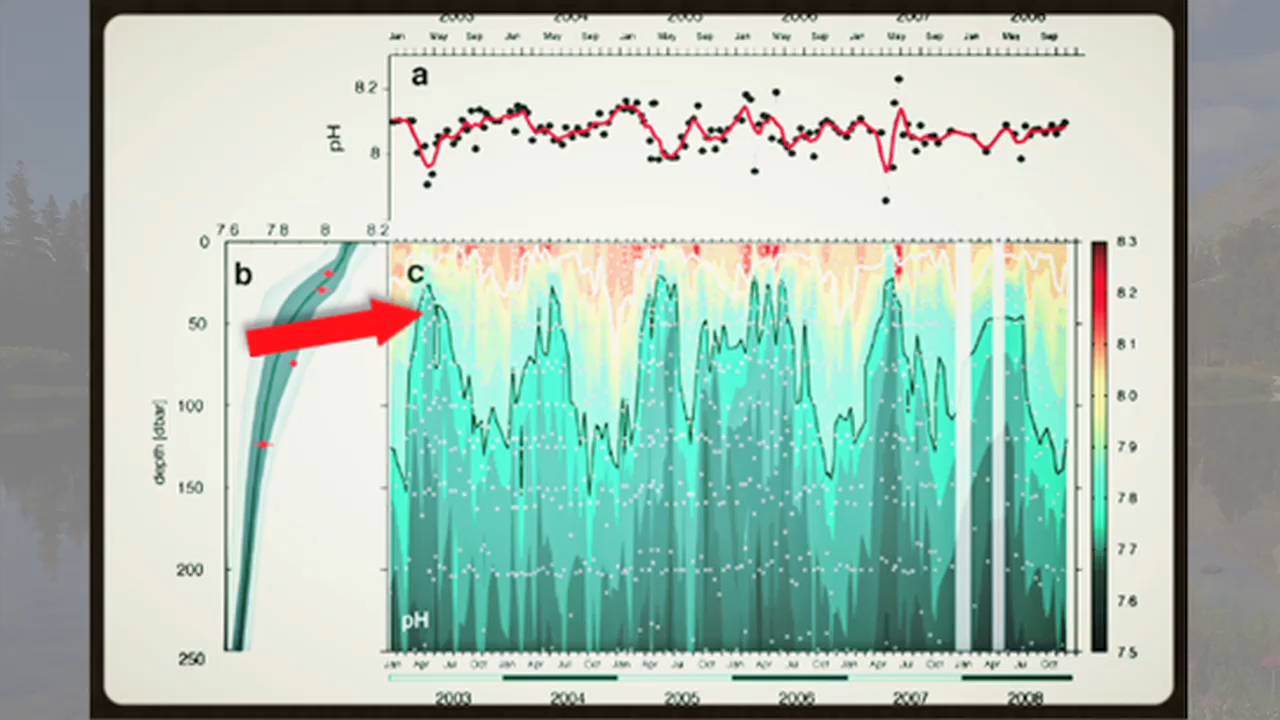 2003 2004 2005 2006 2007 2008
Jan May Sep Jan May Sep Jan May Sep Jan May Sep Jan May Sep Jan May Sep
a
8.2
pH
8
7.6 7.8 8 8.2
b
c
0
50
100
150
200
250
depth [dbar]
pH
8.3
8.2
8.1
8.0
7.9
7.8
7.7
7.6
7.5
Jan Apr Jul Oct Jan Apr Jul Oct Jan Apr Jul Oct Jan Apr Jul Oct Jan Apr Jul Oct Jan Apr Jul Oct
2003 2004 2005 2006 2007 2008